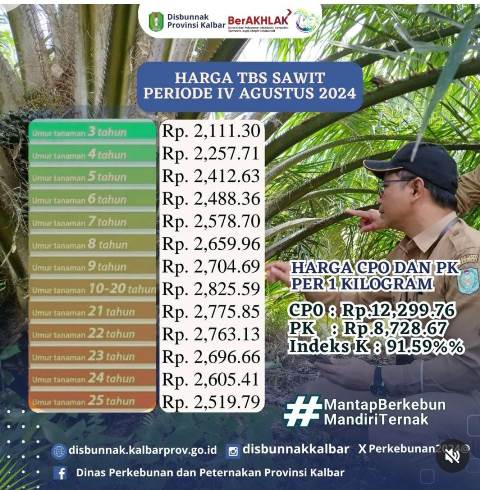 Disbunnak
Provinsi Kalbar
BerAKHLAK
HARGA TBS SAWIT
PERIODE IV AGUSTUS 2024
Umur tanaman 3 tahun Rp. 2,111.30
Umur tanaman 4 tahun Rp. 2,257.71
Umur tanaman 5 tahun Rp. 2,412.63
Umur tanaman 6 tahun Rp. 2,488.36
Umur tanaman 7 tahun Rp. 2,578.70
Umur tanaman 8 tahun Rp. 2,659.96
Umur tanaman 9 tahun Rp. 2,704.69
Umur tanaman 10-20 tahun Rp. 2,825.59
Umur tanaman 21 tahun Rp. 2,775.85
Umur tanaman 22 tahun Rp. 2,763.13
Umur tanaman 23 tahun Rp. 2,696.66
Umur tanaman 24 tahun Rp. 2,605.41
Umur tanaman 25 tahun Rp. 2,519.79
HARGA CPO DAN PK
PER 1 KILOGRAM
CPO : Rp.12,299.76
PK : Rp.8,728.67
Indeks K : 91,59%%
#MantapBerkebun
MandiriTernak
disbunnak.kalbarprov.go.id disbunnakkalbar X Perkebunan2024
Dinas Perkebunan dan Peternakan Provinsi Kalbar